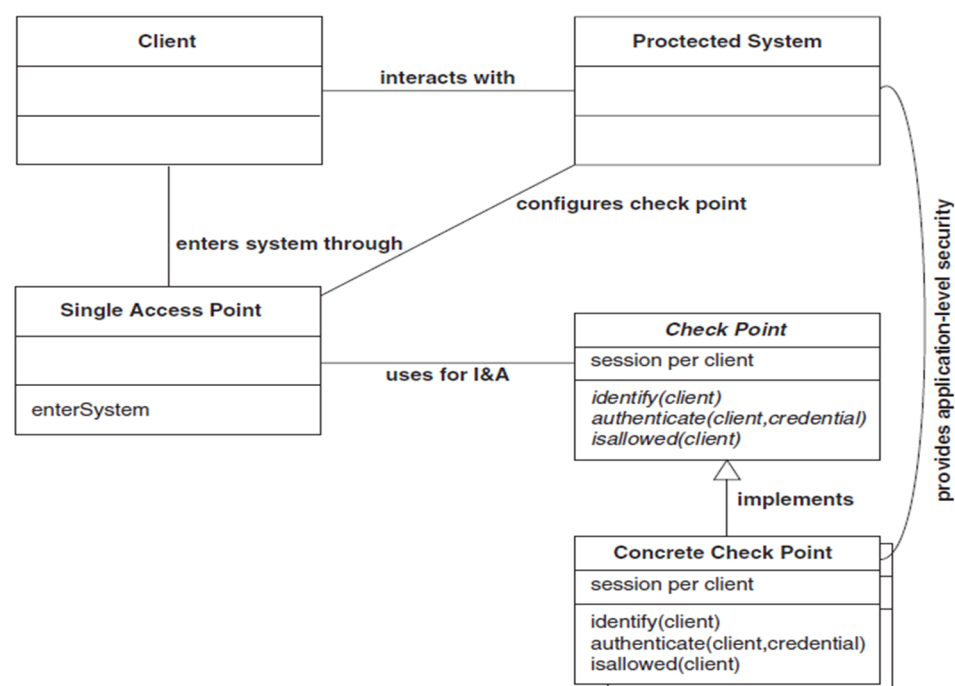 Client
Proctected System
interacts with
configures check point
enters system through
provides application-level security
Single Access Point
enterSystem
uses for I&A
Check Point
session per client
identify(client)
authenticate(client,credential)
isallowed(client)
implements
Concrete Check Point
session per client
identify(client)
authenticate(client,credential)
isallowed(client)